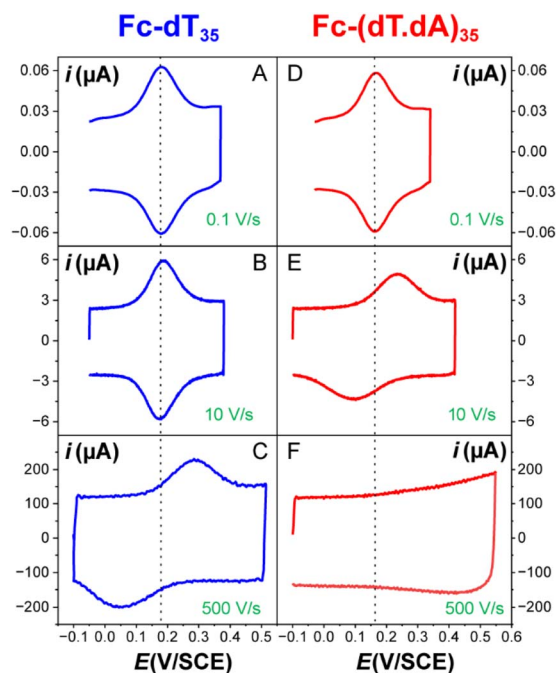 Fc-dT35 Fc-(dT.dA)35
i (µA) A D i (µA)
0.06 0.06
0.03 0.03
0.00 0.00
−0.03 −0.03
0.1 V/s 0.1 V/s
−0.06 −0.06
i (µA) B E i (µA)
6 6
3 3
0 0
−3 −3
10 V/s 10 V/s
−6 −6
i (µA) C F i (µA)
200 200
100 100
0 0
−100 −100
−200 500 V/s 500 V/s −200
−0.1 0.0 0.1 0.2 0.3 0.4 0.5 −0.1 0.0 0.1 0.2 0.3 0.4 0.5 0.6
E(V/SCE) E(V/SCE)